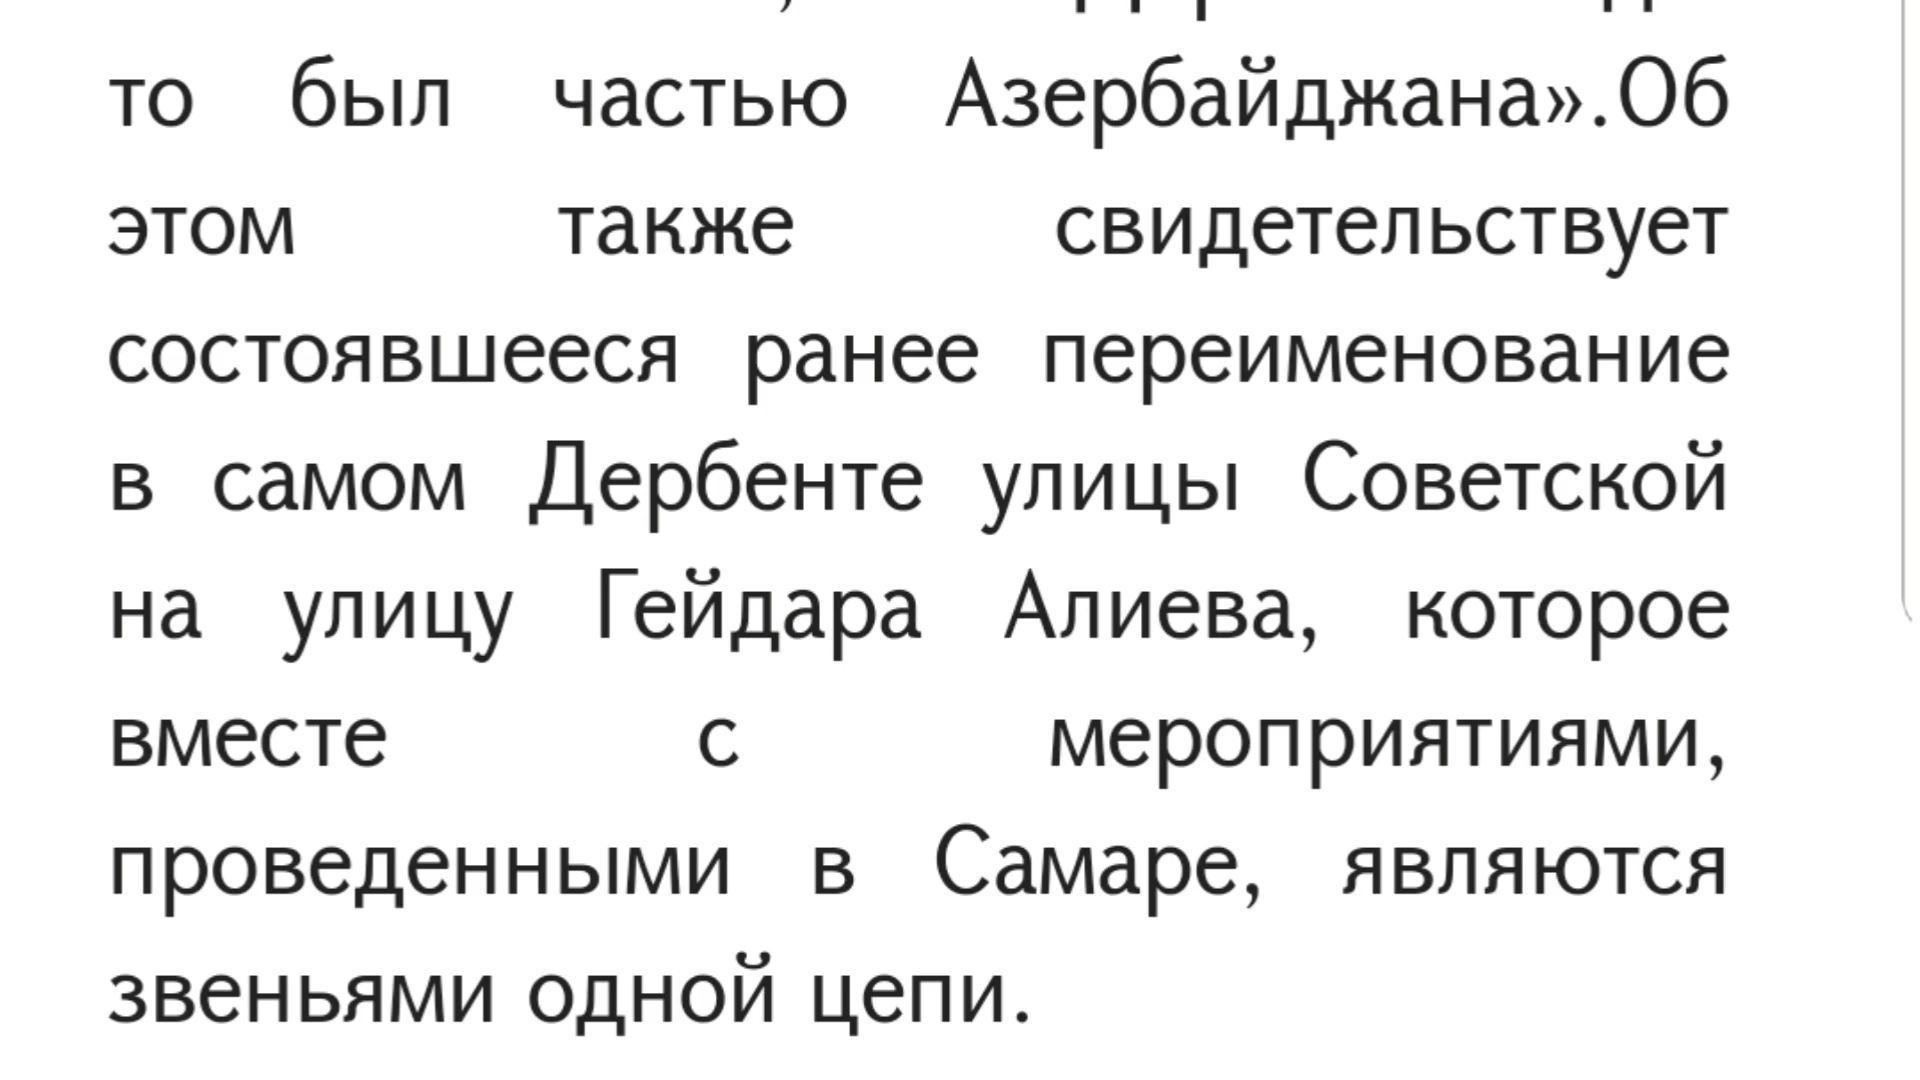 то был частью Азербайджана».Об
этом также свидетельствует
состоявшееся ранее переименование
в самом Дербенте улицы Советской
на улицу Гейдара Алиева, которое
вместе с мероприятиями,
проведенными в Самаре, являются
звеньями одной цепи.